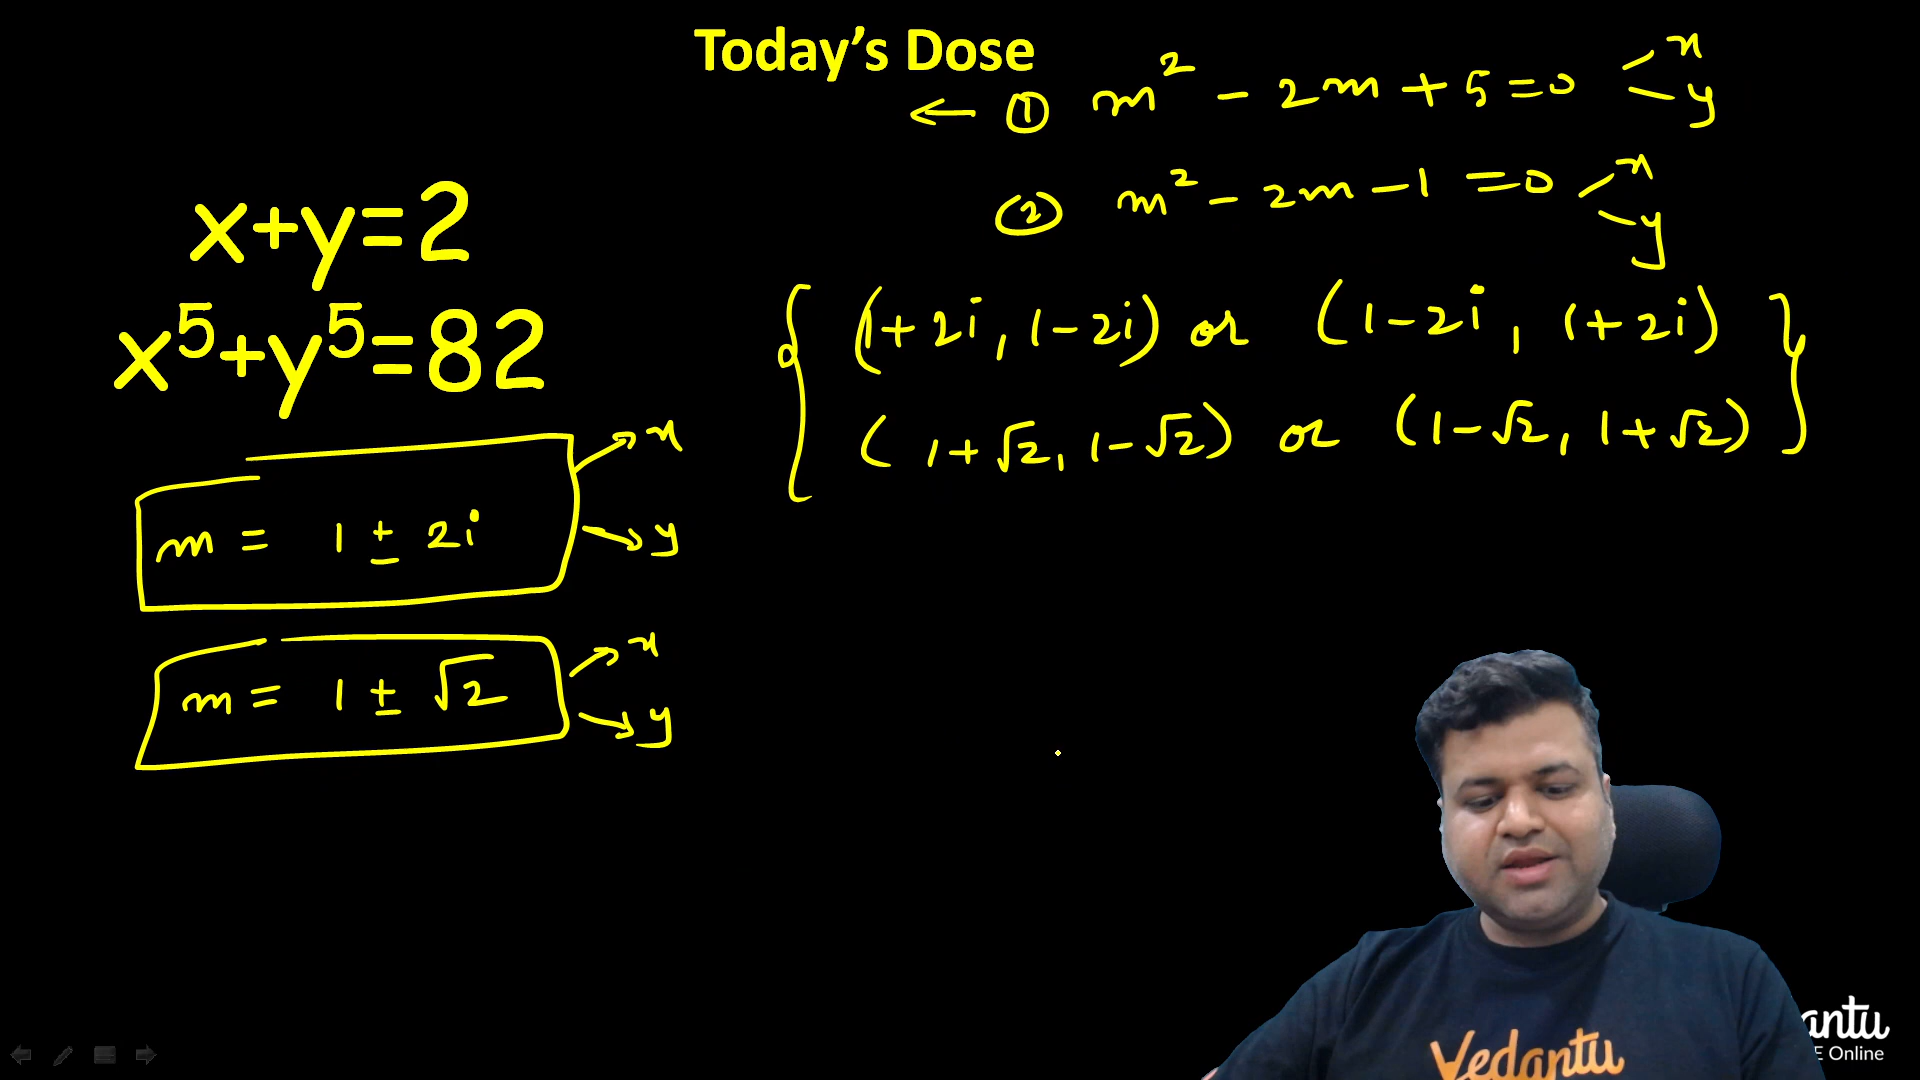 Today's Dose
← ① m² - 2m + 5 = 0 x
y
② m² - 2m - 1 = 0 x
y
x+y=2
x⁵+y⁵=82
{ (1+2i, 1-2i) or (1-2i, 1+2i) }
(1+√2, 1-√2) or (1-√2, 1+√2)
m = 1 ± 2i x
y
m = 1 ± √2 x
y
Vedantu
antu
E Online